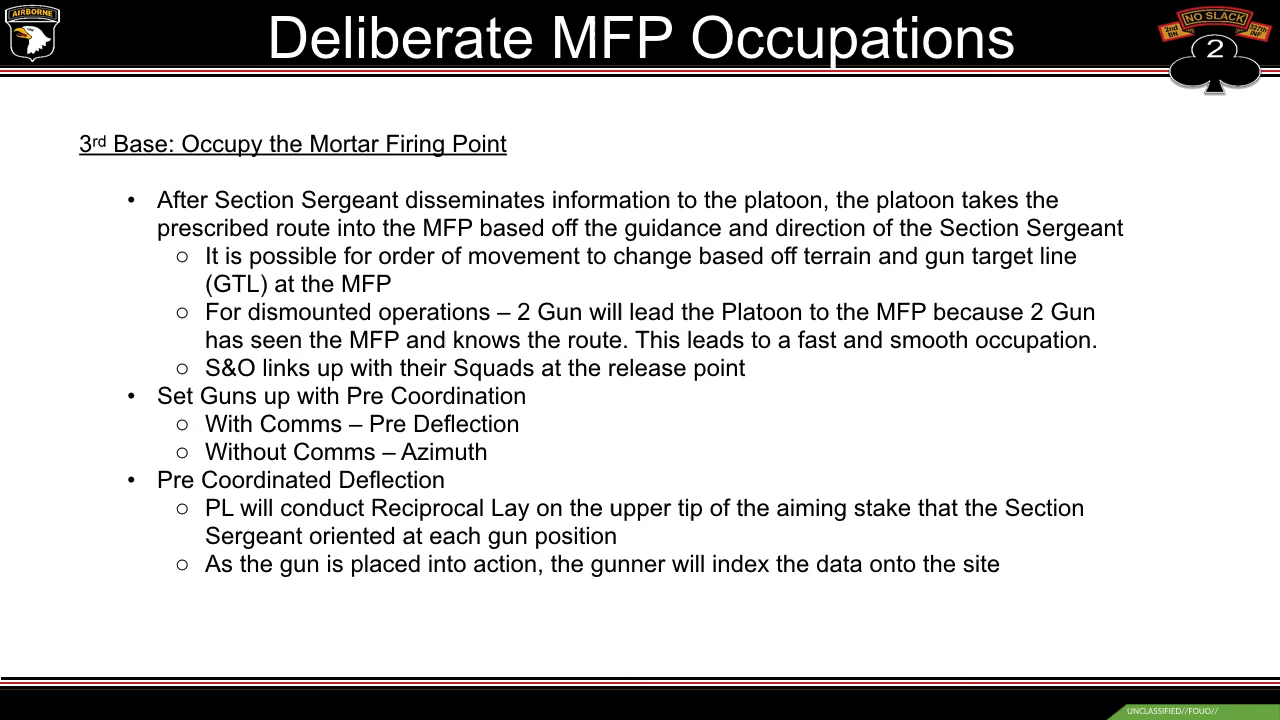 AIRBORNE
Deliberate MFP Occupations
NO SLACK
2nd BN
327th INF
2
3rd Base: Occupy the Mortar Firing Point
• After Section Sergeant disseminates information to the platoon, the platoon takes the
prescribed route into the MFP based off the guidance and direction of the Section Sergeant
○ It is possible for order of movement to change based off terrain and gun target line
(GTL) at the MFP
○ For dismounted operations – 2 Gun will lead the Platoon to the MFP because 2 Gun
has seen the MFP and knows the route. This leads to a fast and smooth occupation.
○ S&O links up with their Squads at the release point
• Set Guns up with Pre Coordination
○ With Comms – Pre Deflection
○ Without Comms – Azimuth
• Pre Coordinated Deflection
○ PL will conduct Reciprocal Lay on the upper tip of the aiming stake that the Section
Sergeant oriented at each gun position
○ As the gun is placed into action, the gunner will index the data onto the site
UNCLASSIFIED//FOUO//